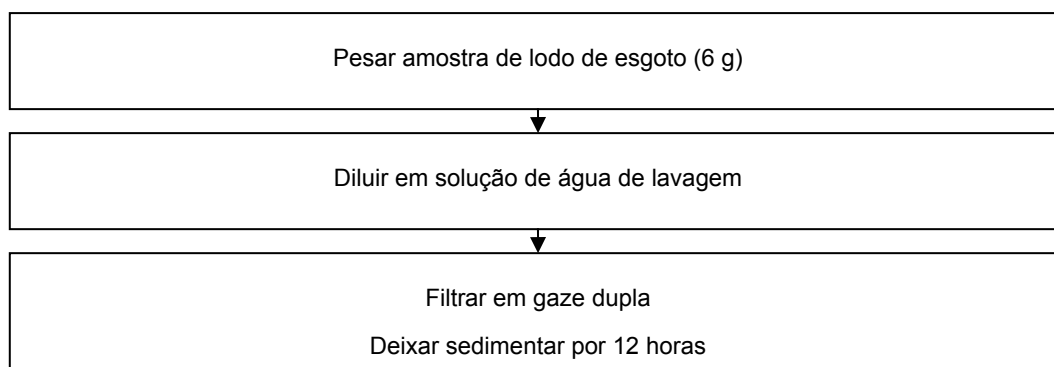 Pesar amostra de lodo de esgoto (6 g)
Diluir em solução de água de lavagem
Filtrar em gaze dupla
Deixar sedimentar por 12 horas